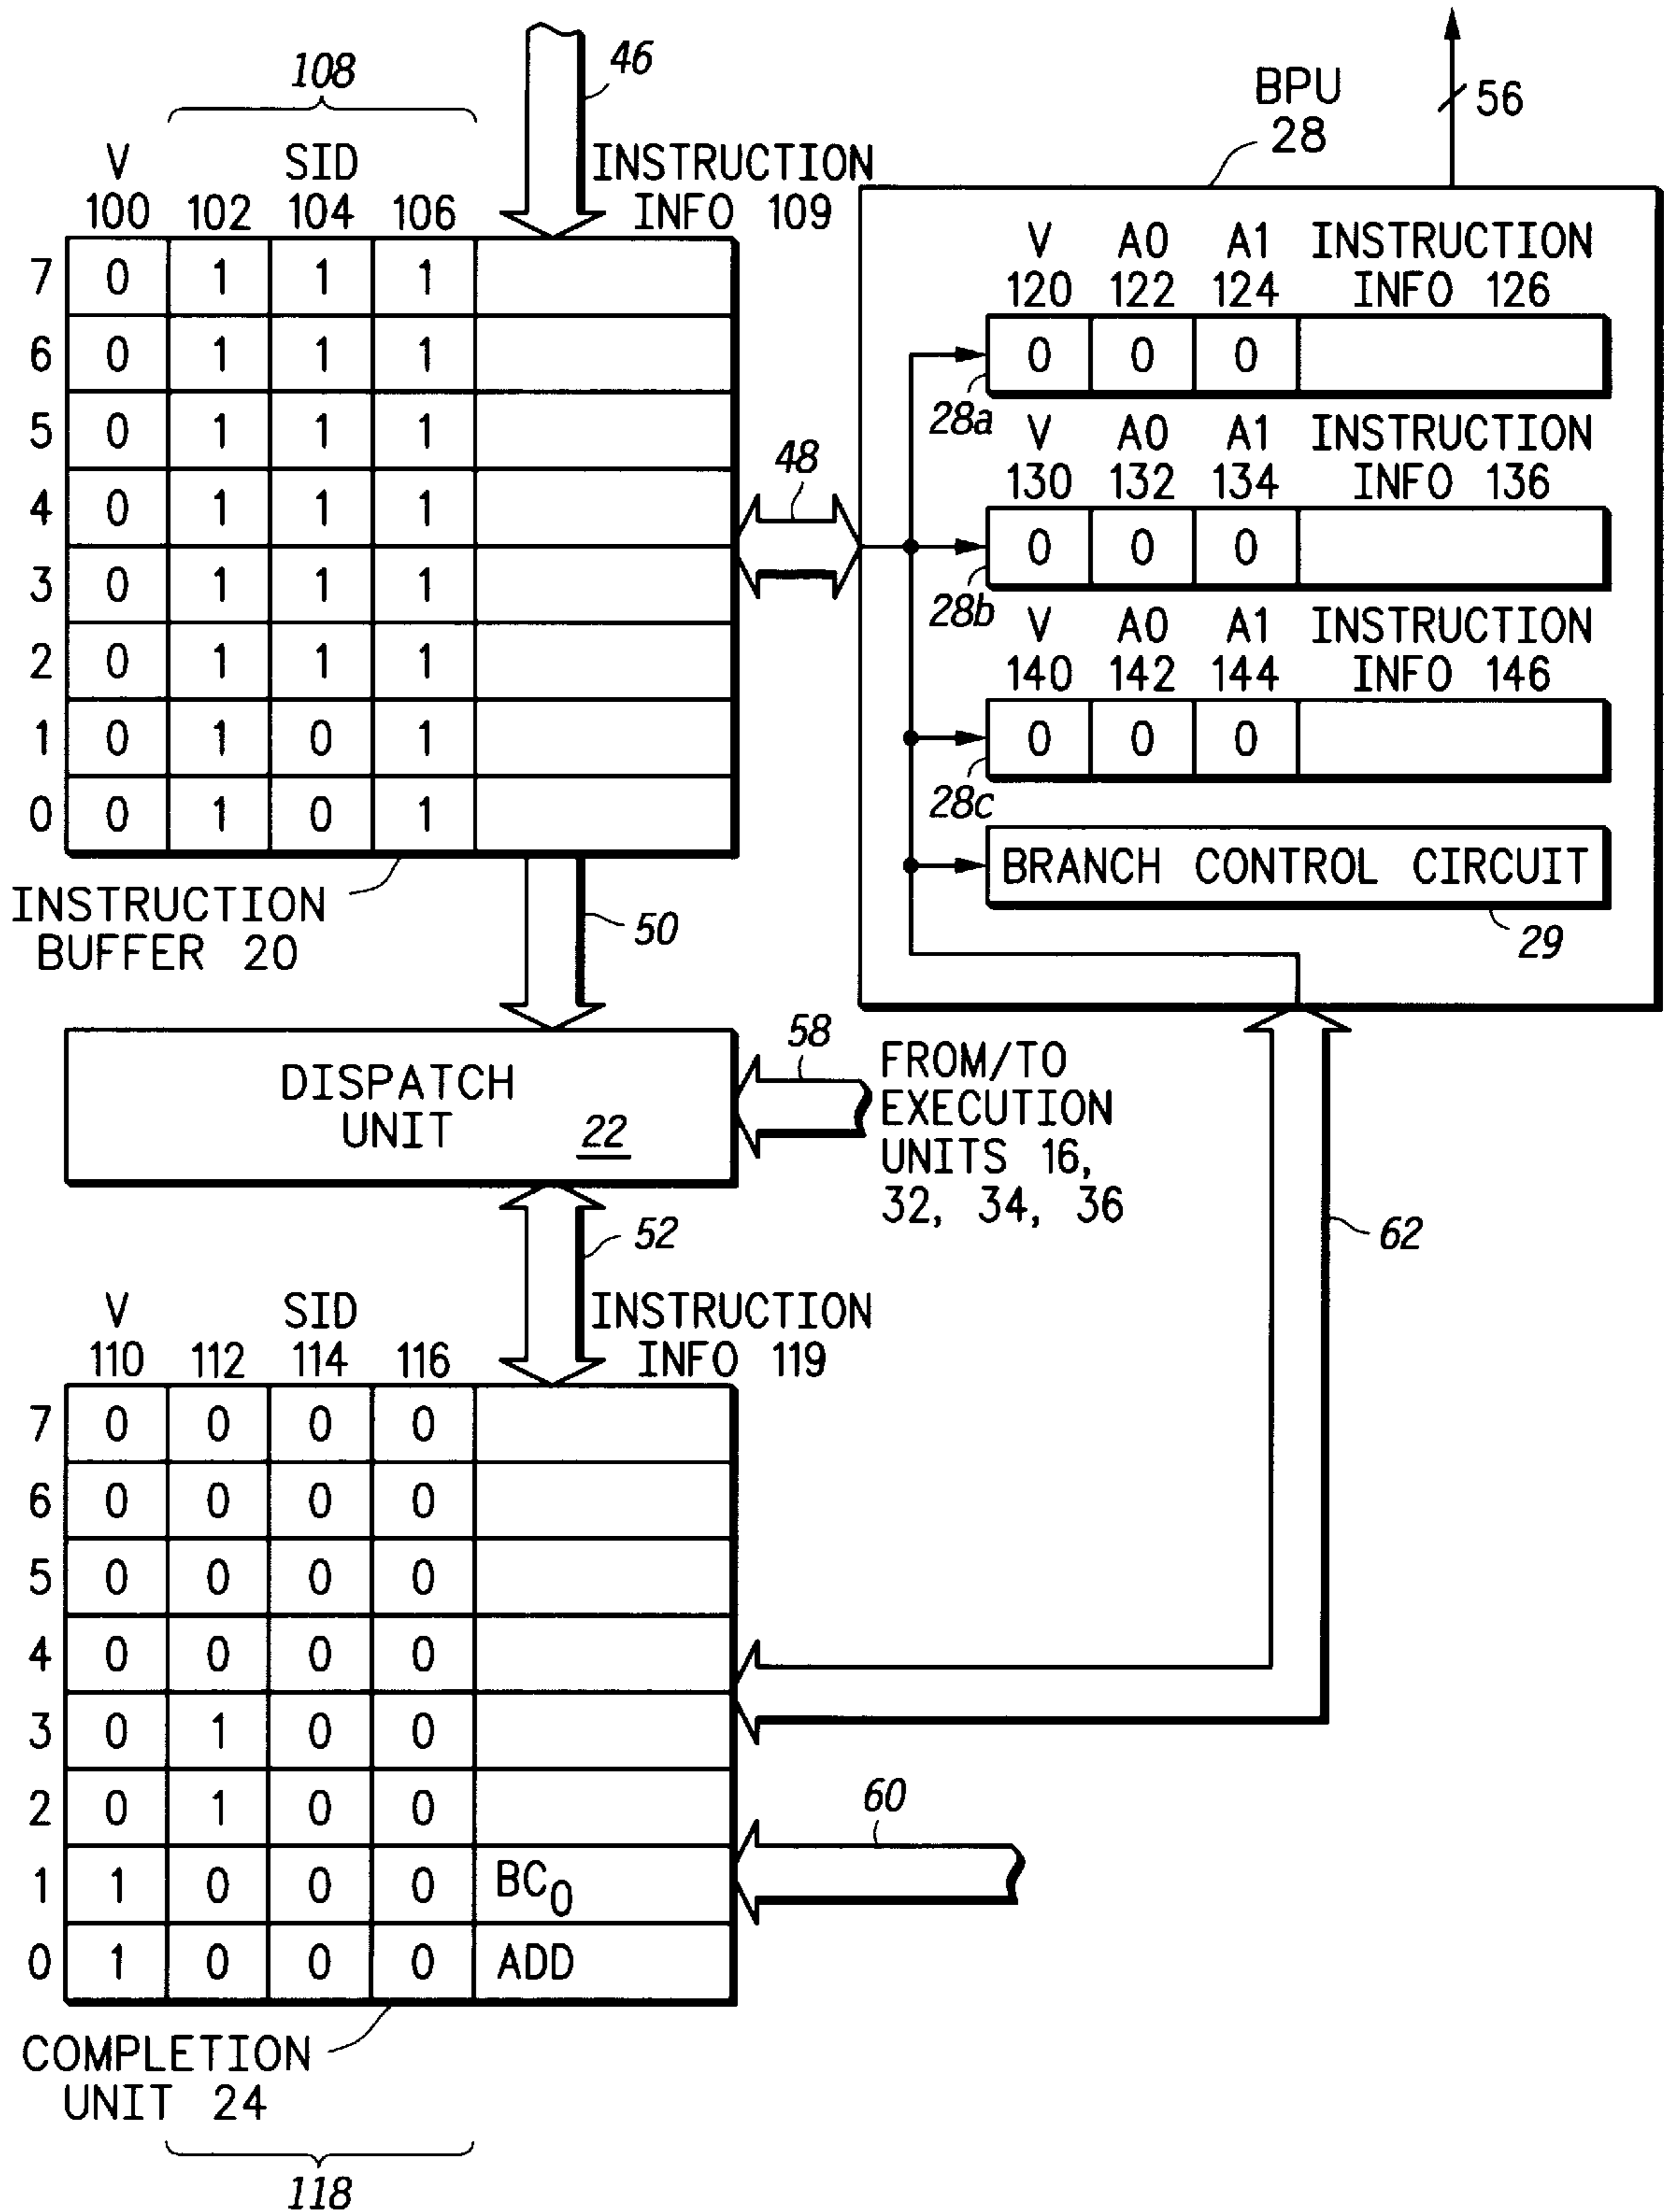 108
46
V SID INSTRUCTION
100 102 104 106 INFO 109
7 0 1 1 1
6 0 1 1 1
5 0 1 1 1
4 0 1 1 1
3 0 1 1 1
2 0 1 1 1
1 0 1 0 1
0 0 1 0 1
INSTRUCTION
BUFFER 20
48
50
BPU
28
56
V A0 A1 INSTRUCTION
120 122 124 INFO 126
0 0 0
28a
V A0 A1 INSTRUCTION
130 132 134 INFO 136
0 0 0
28b
V A0 A1 INSTRUCTION
140 142 144 INFO 146
0 0 0
28c
BRANCH CONTROL CIRCUIT
29
DISPATCH
UNIT 22
58
FROM/TO
EXECUTION
UNITS 16,
32, 34, 36
52
62
V SID INSTRUCTION
110 112 114 116 INFO 119
7 0 0 0 0
6 0 0 0 0
5 0 0 0 0
4 0 0 0 0
3 0 1 0 0
2 0 1 0 0
1 1 0 0 0 BC0
0 1 0 0 0 ADD
60
COMPLETION
UNIT 24
118